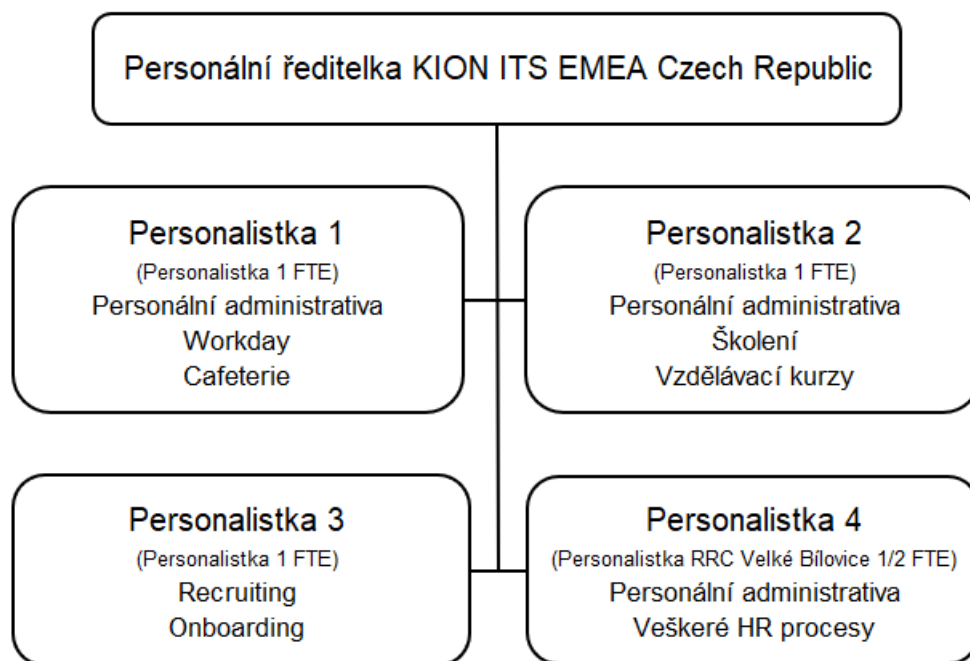 Personální ředitelka KION ITS EMEA Czech Republic
Personalistka 1
(Personalistka 1 FTE)
Personální administrativa
Workday
Cafeterie
Personalistka 2
(Personalistka 1 FTE)
Personální administrativa
Školení
Vzdělávací kurzy
Personalistka 3
(Personalistka 1 FTE)
Recruiting
Onboarding
Personalistka 4
(Personalistka RRC Velké Bílovice 1/2 FTE)
Personální administrativa
Veškeré HR procesy